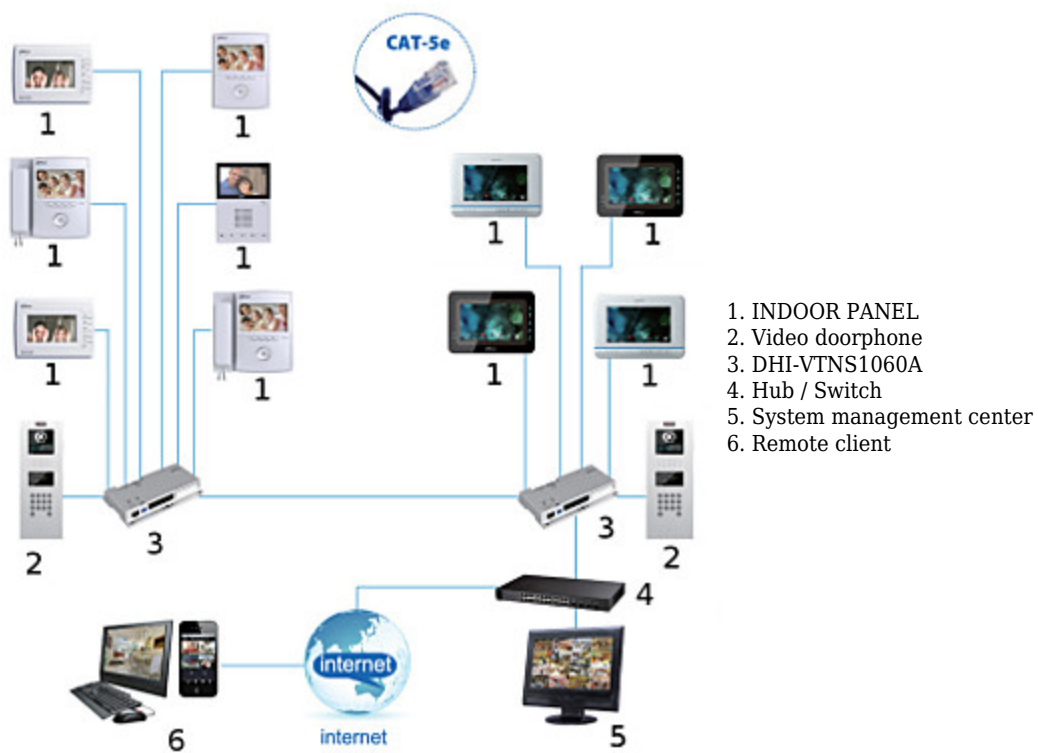 CAT-5e
1
1
1
1
1
1
1
1
1
1
2
3
3
2
4
internet
internet
6
5
1. INDOOR PANEL
2. Video doorphone
3. DHI-VTNS1060A
4. Hub / Switch
5. System management center
6. Remote client